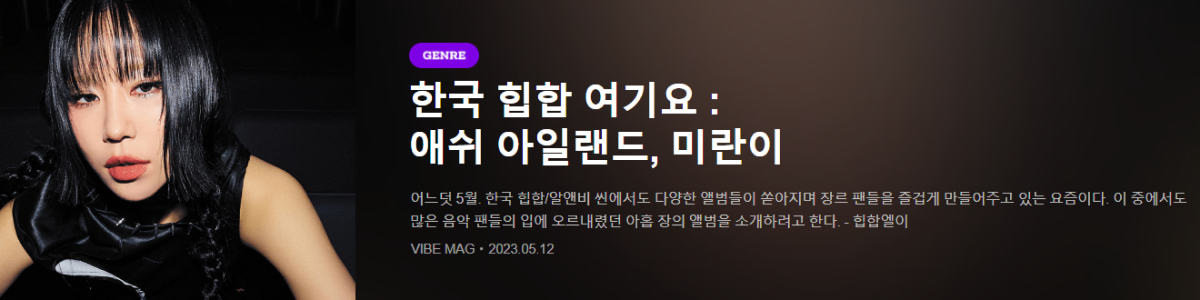 GENRE
한국 힙합 여기요 :
애쉬 아일랜드, 미란이
어느덧 5월. 한국 힙합/알앤비 씬에서도 다양한 앨범들이 쏟아지며 장르 팬들을 즐겁게 만들어주고 있는 요즘이다. 이 중에서도
많은 음악 팬들의 입에 오르내렸던 아홉 장의 앨범을 소개하려고 한다. - 힙합엘이
VIBE MAG • 2023.05.12